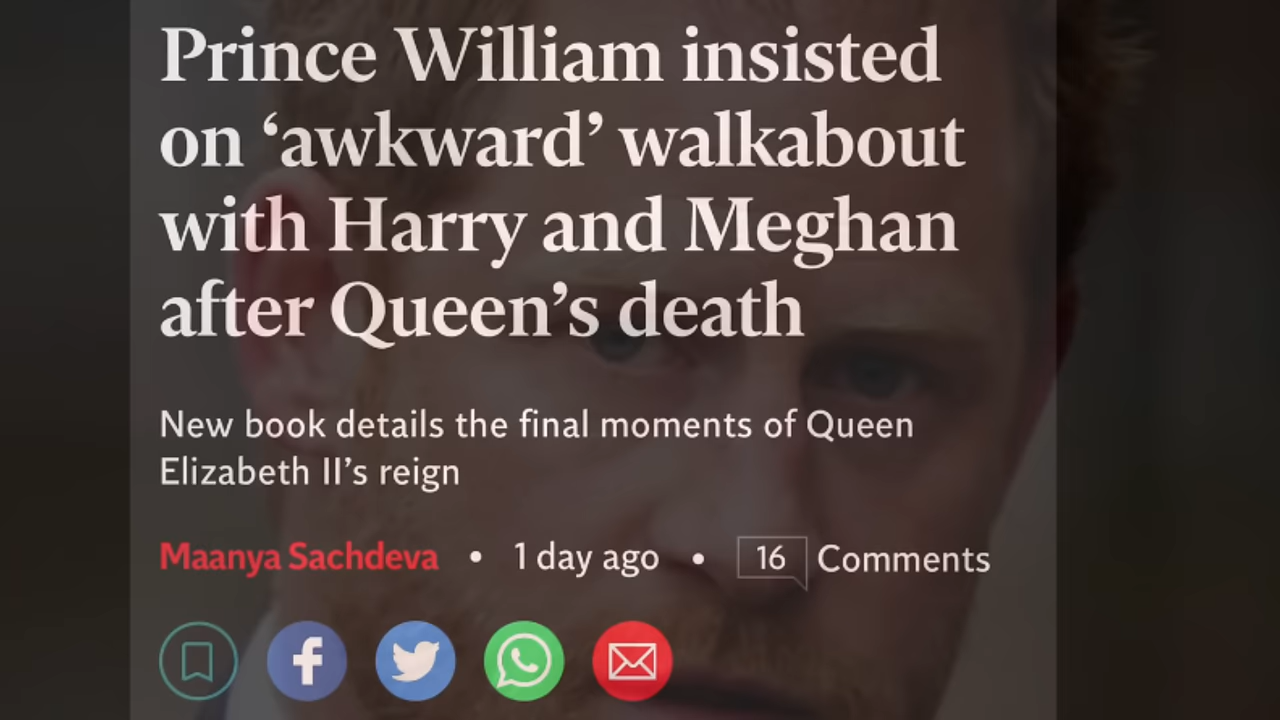 Prince William insisted
on ‘awkward’ walkabout
with Harry and Meghan
after Queen’s death
New book details the final moments of Queen
Elizabeth II’s reign
Maanya Sachdeva • 1 day ago • 16 Comments